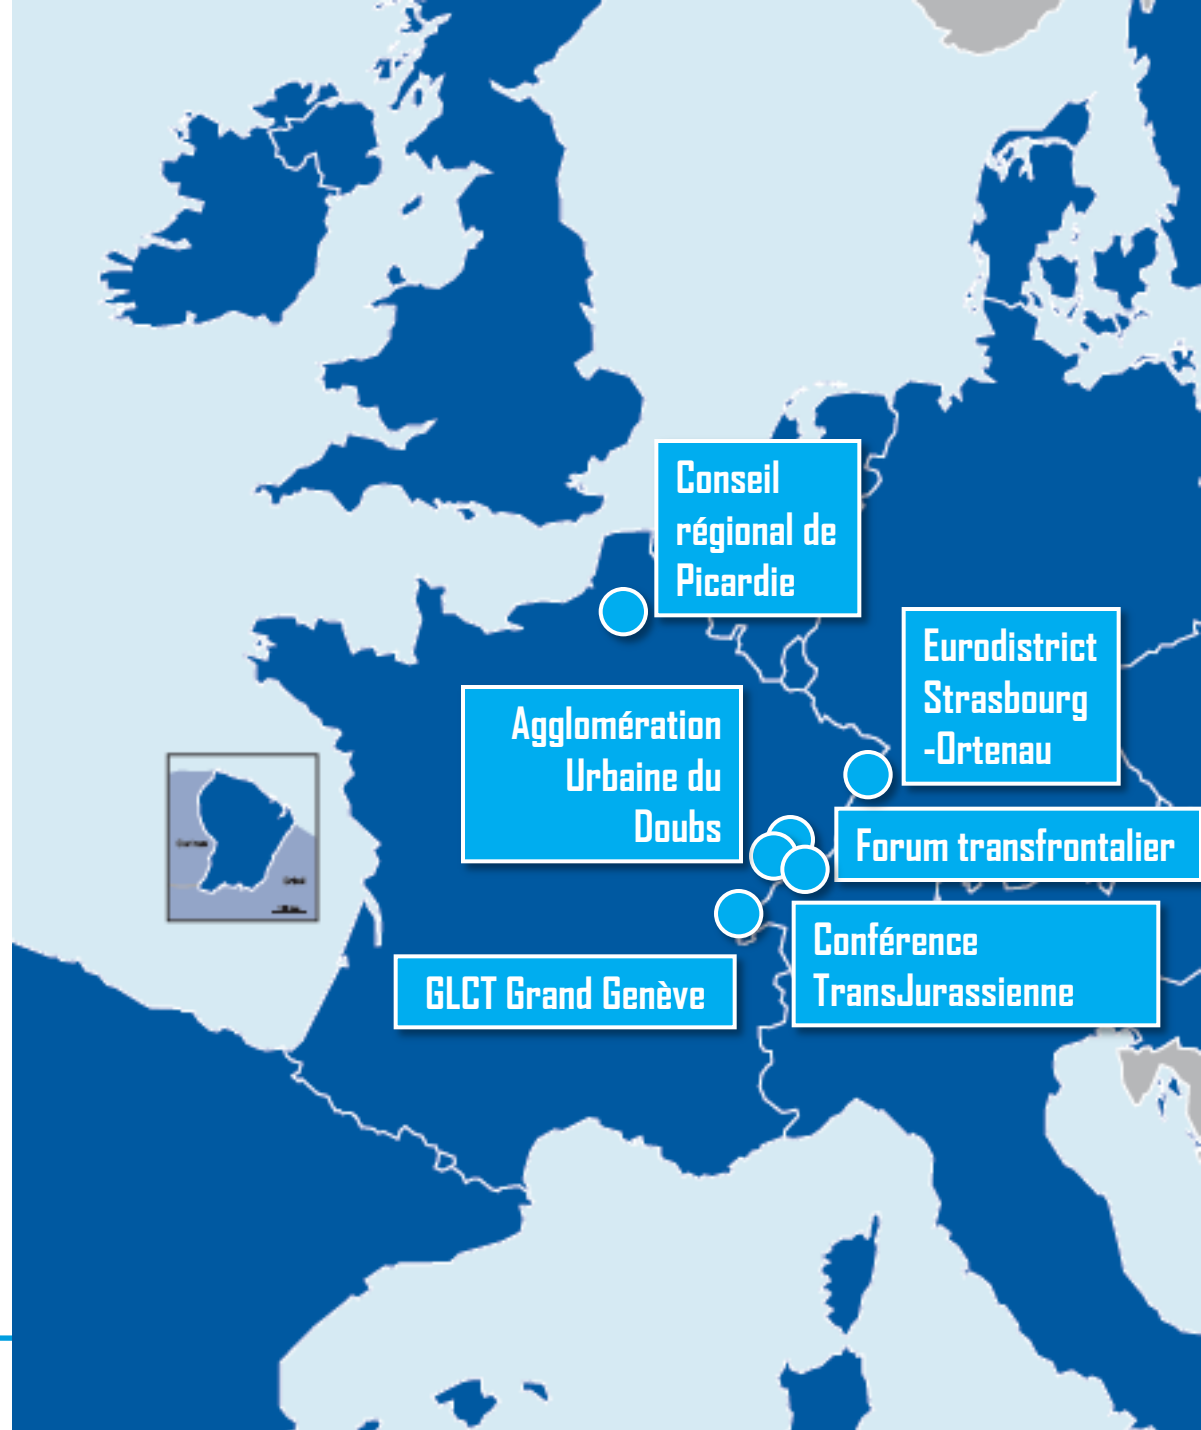 Conseil
régional de
Picardie
Eurodistrict
Strasbourg
-Ortenau
Agglomération
Urbaine du
Doubs
Forum transfrontalier
Conférence
TransJurassienne
GLCT Grand Genève